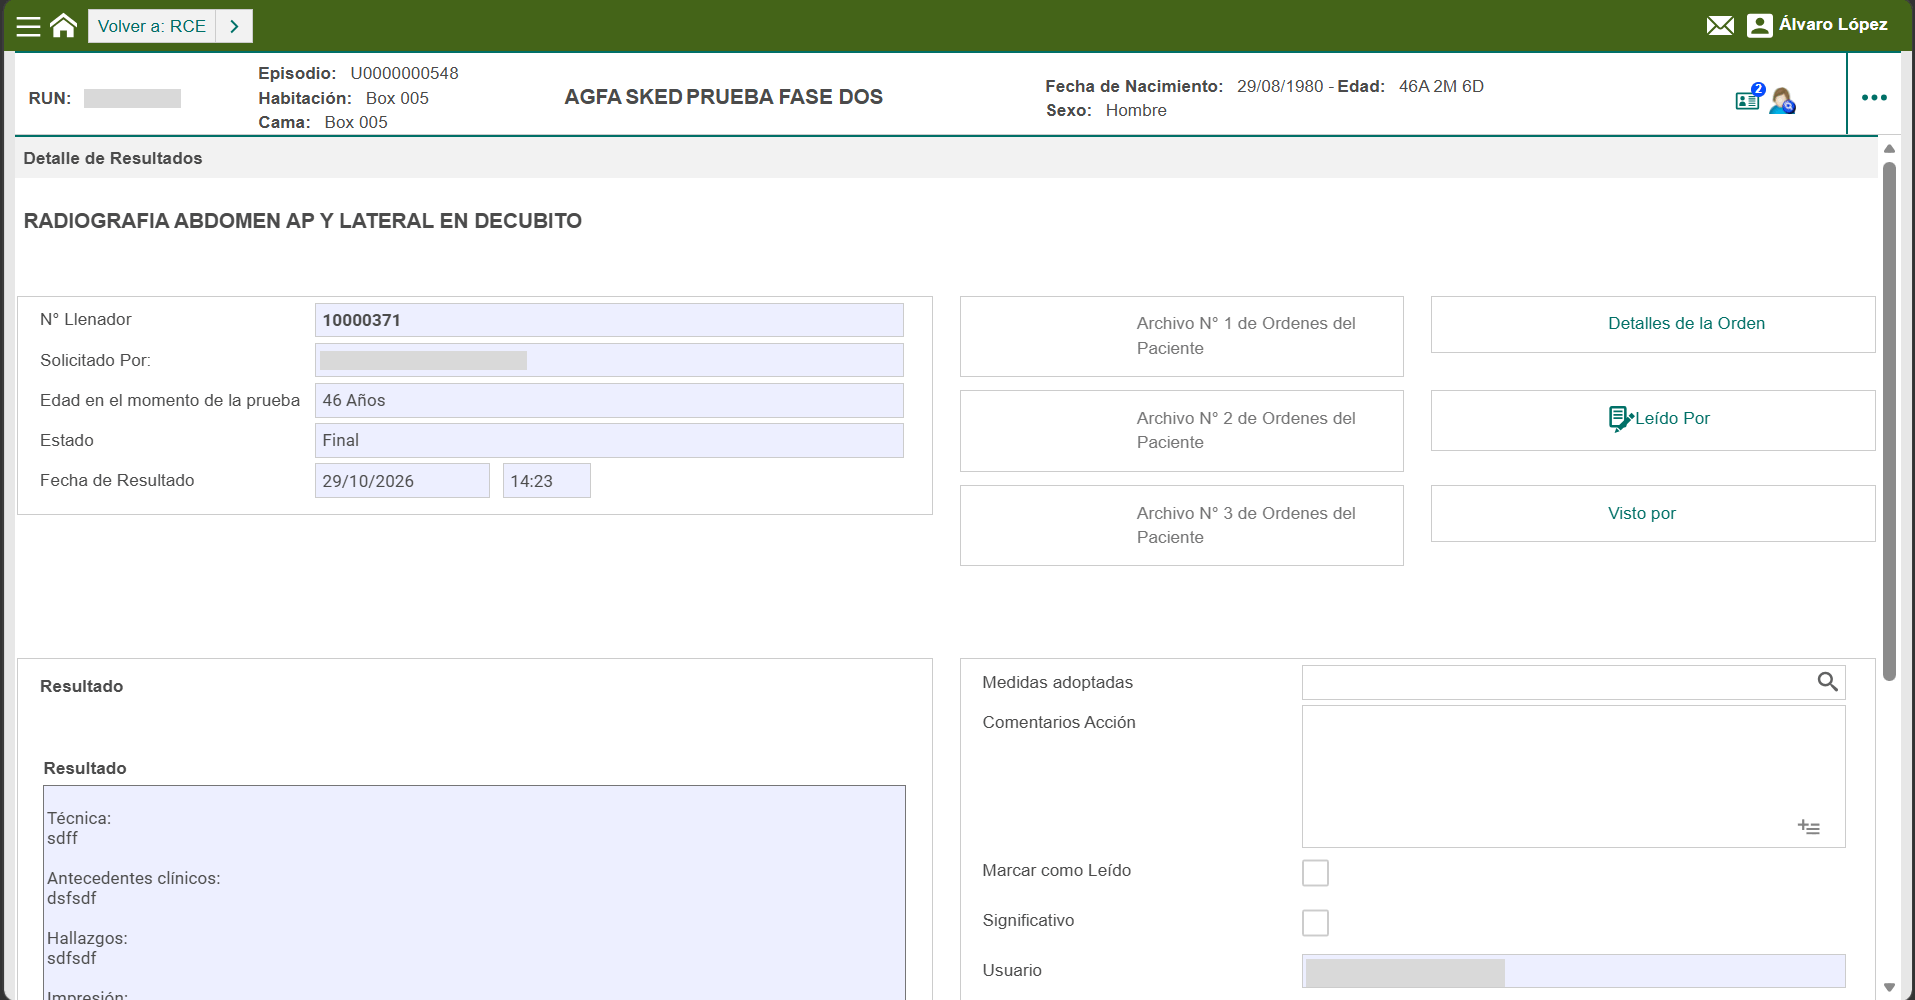 Volver a: RCE
Álvaro López
RUN:
Episodio: U0000000548
Habitación: Box 005
Cama: Box 005
AGFA SKED PRUEBA FASE DOS
Fecha de Nacimiento: 29/08/1980 - Edad: 46A 2M 6D
Sexo: Hombre
2
Detalle de Resultados
RADIOGRAFIA ABDOMEN AP Y LATERAL EN DECUBITO
N° Llenador 10000371
Solicitado Por:
Edad en el momento de la prueba 46 Años
Estado Final
Fecha de Resultado 29/10/2026 14:23
Archivo N° 1 de Ordenes del
Paciente
Archivo N° 2 de Ordenes del
Paciente
Archivo N° 3 de Ordenes del
Paciente
Detalles de la Orden
Leído Por
Visto por
Resultado
Resultado
Técnica:
sdff
Antecedentes clínicos:
dsfsdf
Hallazgos:
sdfsdf
Impresión:
Medidas adoptadas
Comentarios Acción
Marcar como Leído
Significativo
Usuario